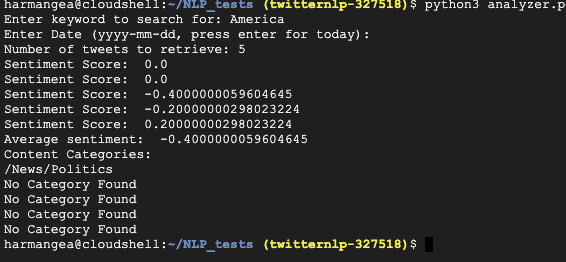 harmangea@cloudshell:~/NLP_tests (twitternlp-327518)$ python3 analyzer.p
Enter keyword to search for: America
Enter Date (yyyy-mm-dd, press enter for today):
Number of tweets to retrieve: 5
Sentiment Score:  0.0
Sentiment Score:  0.0
Sentiment Score:  -0.4000000059604645
Sentiment Score:  -0.20000000298023224
Sentiment Score:  0.20000000298023224
Average sentiment:  -0.4000000059604645
Content Categories:
/News/Politics
No Category Found
No Category Found
No Category Found
No Category Found
harmangea@cloudshell:~/NLP_tests (twitternlp-327518)$